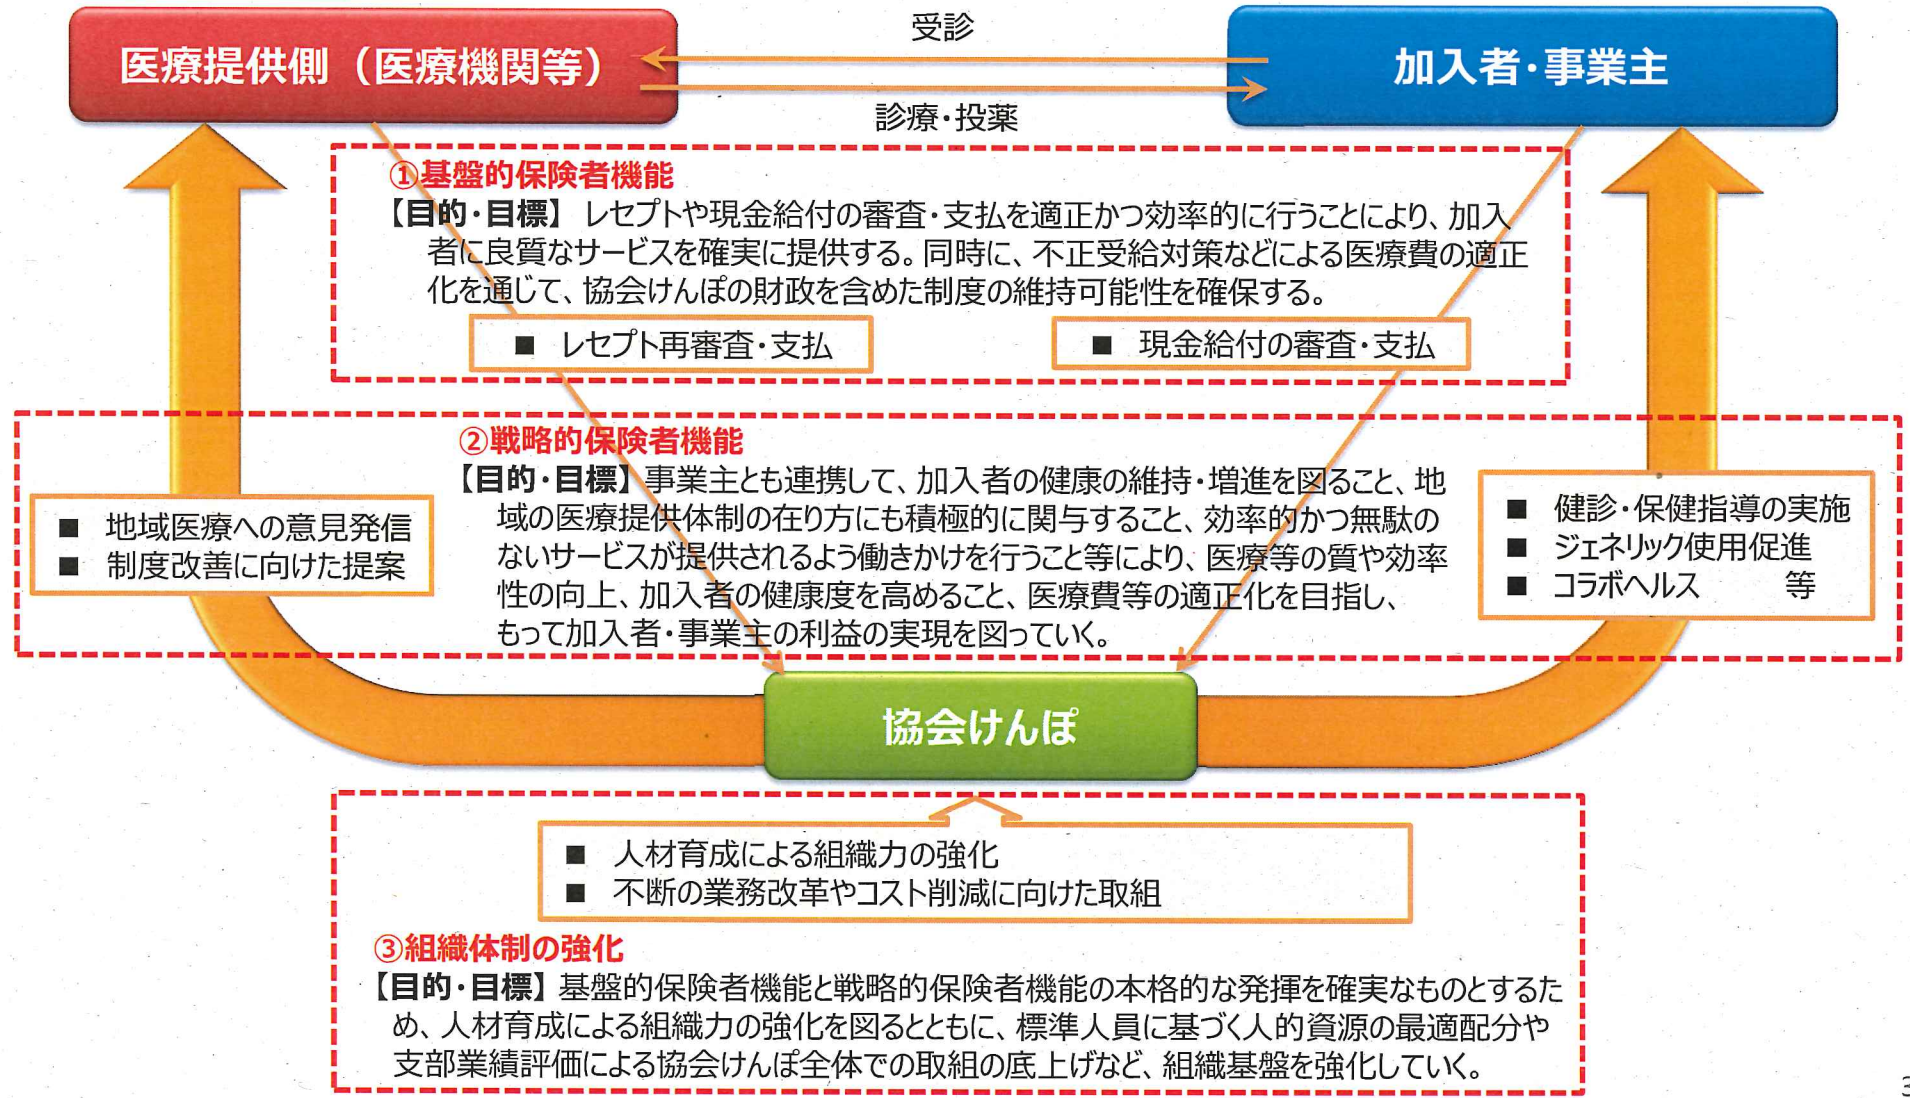 受診
医療提供側（医療機関等）
加入者・事業主
診療・投薬
①基盤的保険者機能
【目的・目標】 レセプトや現金給付の審査・支払を適正かつ効率的に行うことにより、加入
者に良質なサービスを確実に提供する。同時に、不正受給対策などによる医療費の適正
化を通じて、協会けんぽの財政を含めた制度の維持可能性を確保する。
■ レセプト再審査・支払
■ 現金給付の審査・支払
②戦略的保険者機能
【目的・目標】事業主とも連携して、加入者の健康の維持・増進を図ること、地
域の医療提供体制の在り方にも積極的に関与すること、効率的かつ無駄の
ないサービスが提供されるよう働きかけを行うこと等により、医療等の質や効率
性の向上、加入者の健康度を高めること、医療費等の適正化を目指し、
もって加入者・事業主の利益の実現を図っていく。
■ 地域医療への意見発信
■ 制度改善に向けた提案
■ 健診・保健指導の実施
■ ジェネリック使用促進
■ コラボヘルス 等
協会けんぽ
■ 人材育成による組織力の強化
■ 不断の業務改革やコスト削減に向けた取組
③組織体制の強化
【目的・目標】基盤的保険者機能と戦略的保険者機能の本格的な発揮を確実なものとするた
め、人材育成による組織力の強化を図るとともに、標準人員に基づく人的資源の最適配分や
支部業績評価による協会けんぽ全体での取組の底上げなど、組織基盤を強化していく。
3